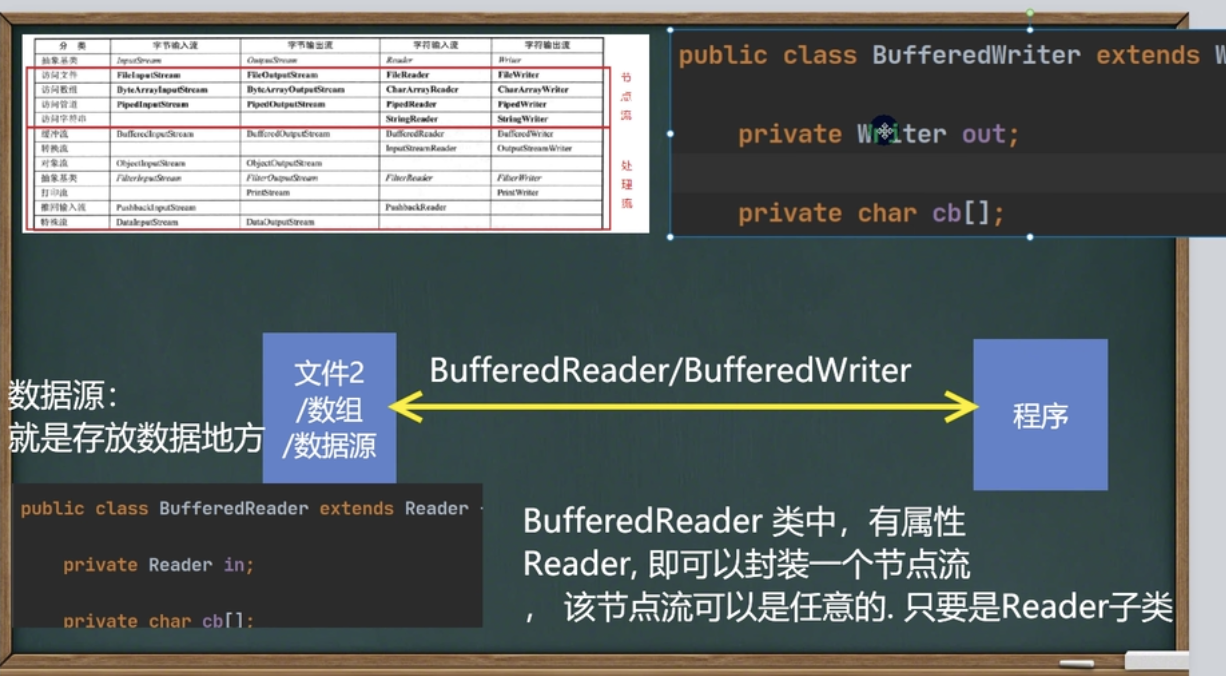 分 类 字节输入流 字节输出流 字符输入流 字符输出流
抽象基类 InputStream OutputStream Reader Writer
访问文件 FileInputStream FileOutputStream FileReader FileWriter
访问数组 ByteArrayInputStream ByteArrayOutputStream CharArrayReader CharArrayWriter
访问管道 PipedInputStream PipedOutputStream PipedReader PipedWriter
访问字符串 StringReader StringWriter
缓冲流 BufferedInputStream BufferedOutputStream BufferedReader BufferedWriter
转换流 InputStreamReader OutputStreamWriter
对象流 ObjectInputStream ObjectOutputStream
抽象基类 FilterInputStream FilterOutputStream FilterReader FilterWriter
打印流 PrintStream PrintWriter
推回输入流 PushbackInputStream PushbackReader
特殊流 DataInputStream DataOutputStream
节点流
处理流
public class BufferedWriter extends W
private Writer out;
private char cb[];
数据源：
就是存放数据地方
文件2
/数组
/数据源
BufferedReader/BufferedWriter
程序
public class BufferedReader extends Reader
private Reader in;
private char cb[];
BufferedReader 类中，有属性
Reader, 即可以封装一个节点流
， 该节点流可以是任意的. 只要是Reader子类